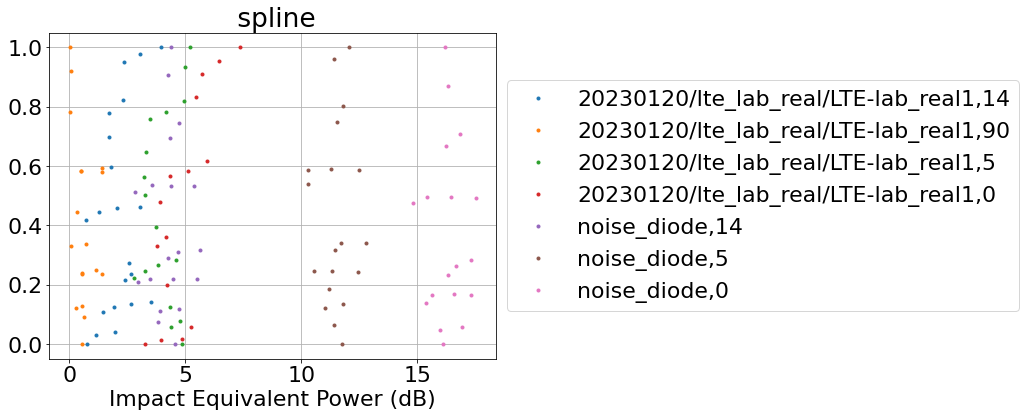 spline
1.0
0.8
0.6
0.4
0.2
0.0
0 5 10 15
Impact Equivalent Power (dB)
20230120/lte_lab_real/LTE-lab_real1,14
20230120/lte_lab_real/LTE-lab_real1,90
20230120/lte_lab_real/LTE-lab_real1,5
20230120/lte_lab_real/LTE-lab_real1,0
noise_diode,14
noise_diode,5
noise_diode,0